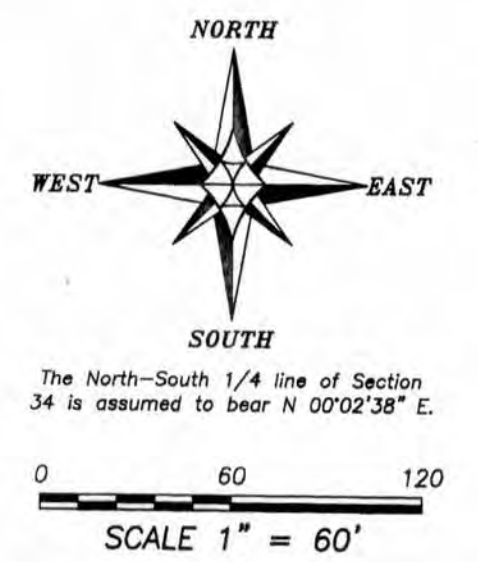 NORTH
WEST EAST
SOUTH
The North-South 1/4 line of Section
34 is assumed to bear N 00°02'38" E.
0 60 120
SCALE 1" = 60'